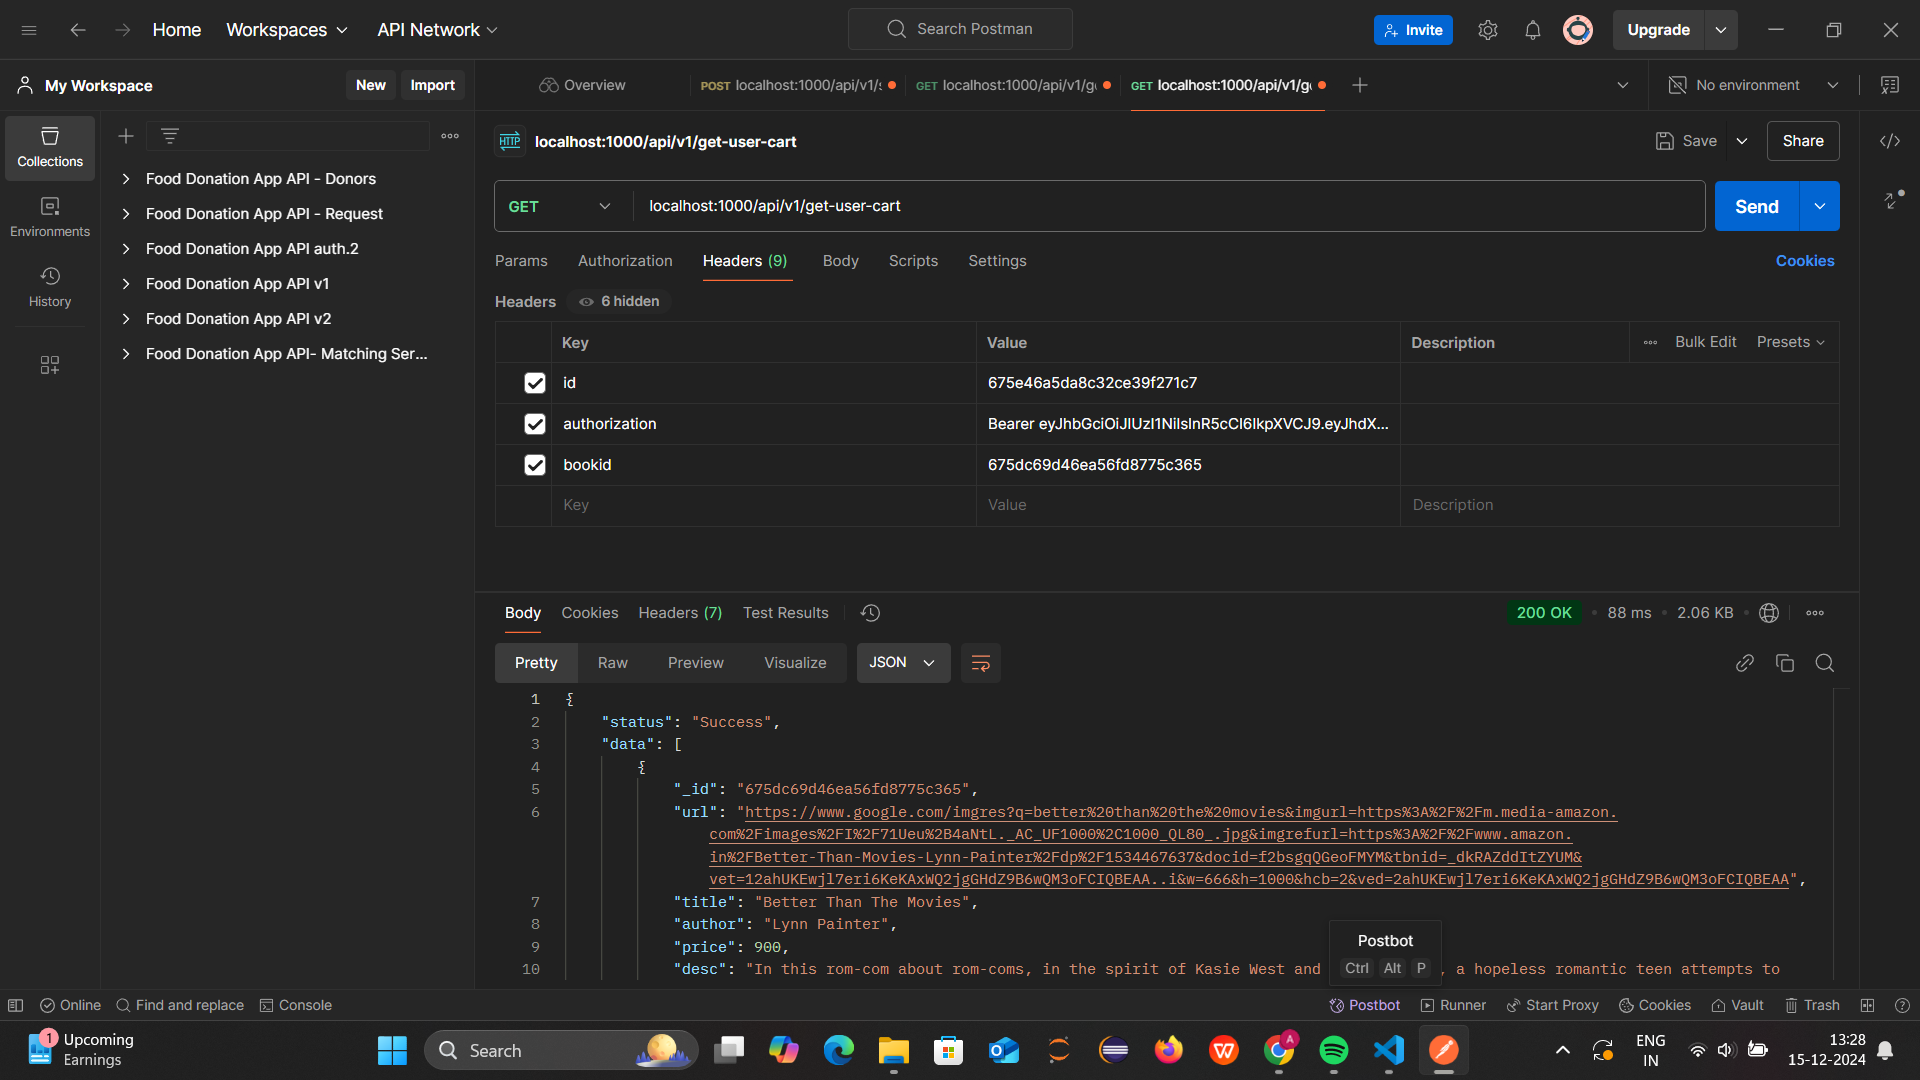 Home
Workspaces
API Network
Search Postman
Invite
Upgrade
My Workspace
New
Import
Overview
POST localhost:1000/api/v1/
GET localhost:1000/api/v1/g
GET localhost:1000/api/v1/g
No environment
Collections
Environments
History
Food Donation App API - Donors
Food Donation App API - Request
Food Donation App API auth.2
Food Donation App API v1
Food Donation App API v2
Food Donation App API- Matching Ser...
HTTP
localhost:1000/api/v1/get-user-cart
Save
Share
GET
localhost:1000/api/v1/get-user-cart
Send
Params
Authorization
Headers (9)
Body
Scripts
Settings
Cookies
Headers
6 hidden
Key
Value
Description
Bulk Edit
Presets
id
675e46a5da8c32ce39f271c7
authorization
Bearer eyJhbGciOiJIUzI1NiIsInR5cCI6IkpXVCJ9.eyJhdX...
bookid
675dc69d46ea56fd8775c365
Key
Value
Description
Body
Cookies
Headers (7)
Test Results
200 OK
88 ms
2.06 KB
Pretty
Raw
Preview
Visualize
JSON
1 {
2 "status": "Success",
3 "data": [
4 {
5 "_id": "675dc69d46ea56fd8775c365",
6 "url": "https://www.google.com/imgres?q=better%20than%20the%20movies&imgurl=https%3A%2F%2Fm.media-amazon.
com%2Fimages%2FI%2F71Ueu%2B4aNtL._AC_UF1000%2C1000_QL80_.jpg&imgrefurl=https%3A%2F%2Fwww.amazon.
in%2FBetter-Than-Movies-Lynn-Painter%2Fdp%2F1534467637&docid=f2bsgqQGeoFMYM&tbnid=_dkRAZddItZYUM&
vet=12ahUKEwjl7eri6KeKAxWQ2jgGHdZ9B6wQM3oFCIQBEAA..i&w=666&h=1000&hcb=2&ved=2ahUKEwjl7eri6KeKAxWQ2jgGHdZ9B6wQM3oFCIQBEAA",
7 "title": "Better Than The Movies",
8 "author": "Lynn Painter",
9 "price": 900,
10 "desc": "In this rom-com about rom-coms, in the spirit of Kasie West and , a hopeless romantic teen attempts to
Postbot
Ctrl Alt P
Online
Find and replace
Console
Postbot
Runner
Start Proxy
Cookies
Vault
Trash
1
Upcoming
Earnings
Search
A
ENG
IN
13:28
15-12-2024